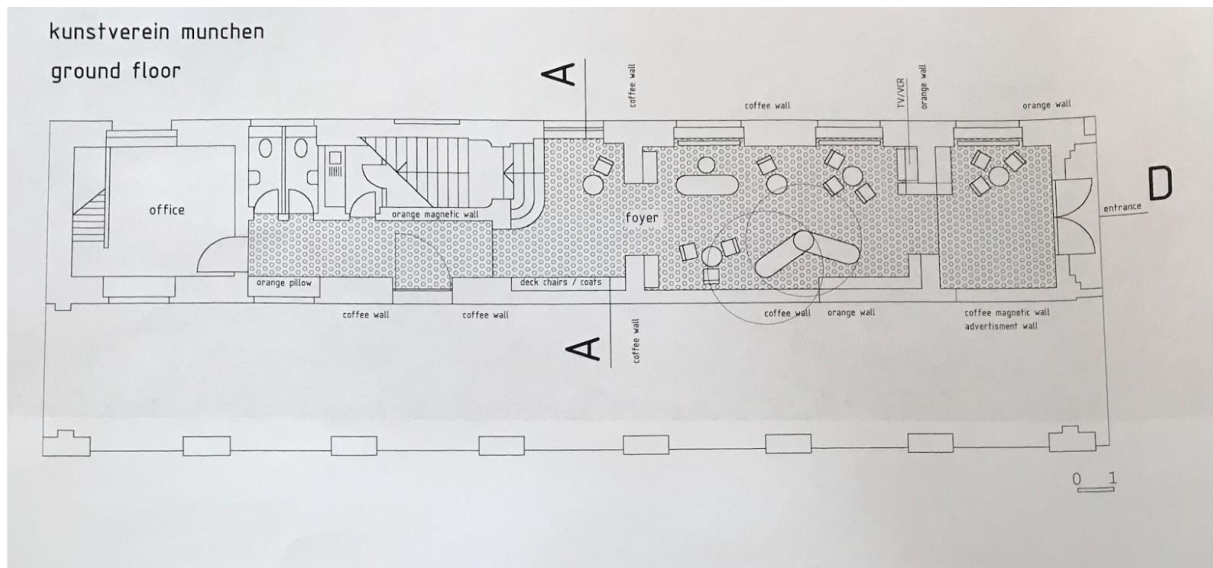 kunstverein munchen
ground floor
A
coffee wall
coffee wall
TV/VCR
orange wall
orange wall
D
office
orange magnetic wall
foyer
entrance
orange pillow
deck chairs / coats
coffee wall
coffee wall
A
coffee wall
coffee wall
orange wall
coffee magnetic wall
advertisment wall
0 1